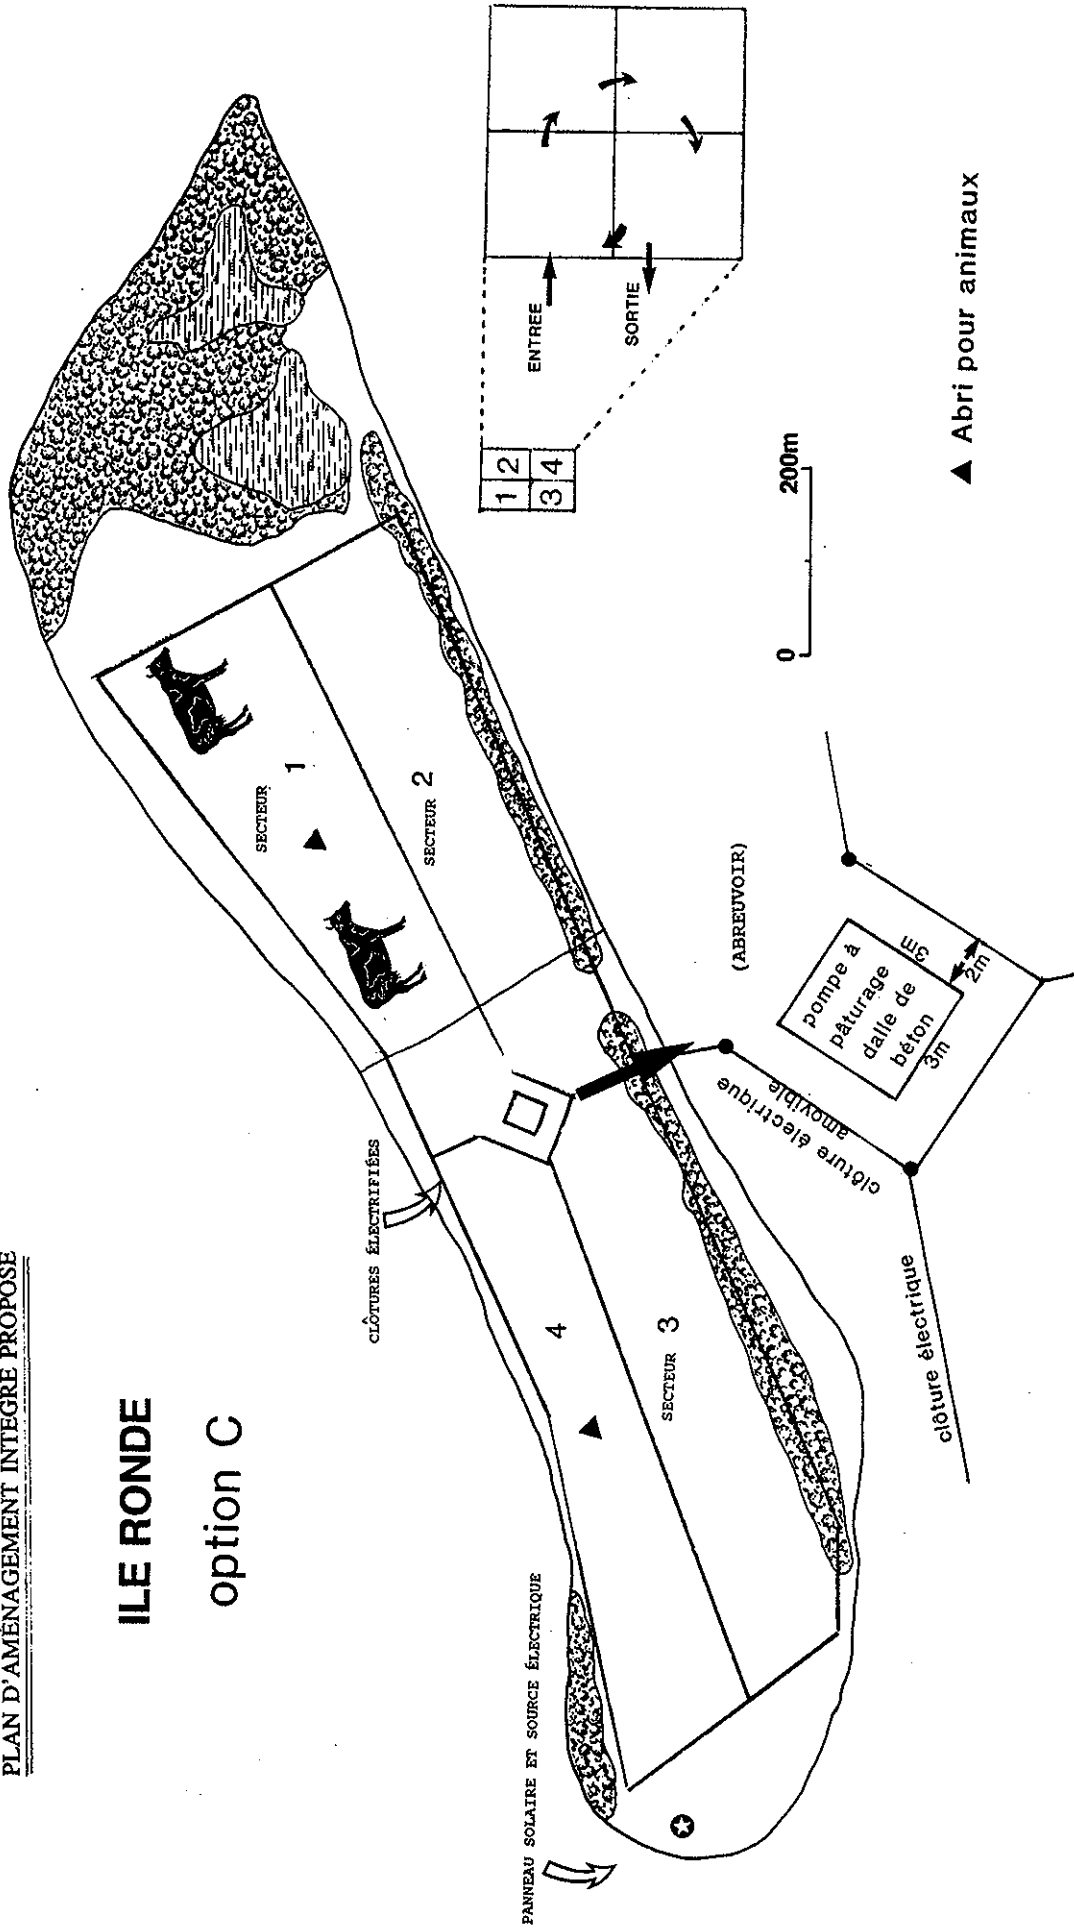 PLAN D'AMÉNAGEMENT INTEGRE PROPOSE
ILE RONDE
option C
PANNEAU SOLAIRE ET SOURCE ÉLECTRIQUE
CLÔTURES ÉLECTRIFIÉES
SECTEUR 1
SECTEUR 2
SECTEUR 3
4
1 2
3 4
ENTREE
SORTIE
0 200m
▲ Abri pour animaux
(ABREUVOIR)
pompe à
pâturage
dalle de
béton
3m
3m
2m
clôture électrique
amovible
clôture électrique